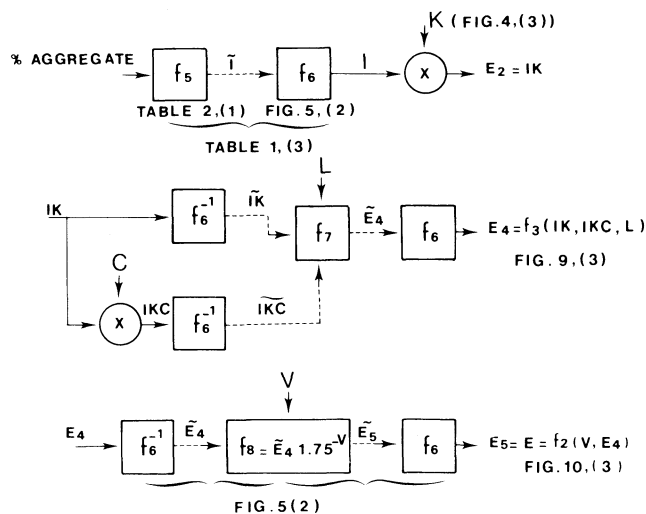 K (FIG.4,(3))
% AGGREGATE f5 ĩ f6 I X E2 = IK
TABLE 2,(1) FIG.5,(2)
TABLE 1,(3)
L
IK f6^-1 ĨK f7 Ẽ4 f6 E4=f3(IK,IKC,L)
FIG.9,(3)
C
X IKC f6^-1 ĨKC
V
E4 f6^-1 Ẽ4 f8 = Ẽ4 1.75^-V Ẽ5 f6 E5= E = f2(V,E4)
FIG.10,(3)
FIG.5(2)